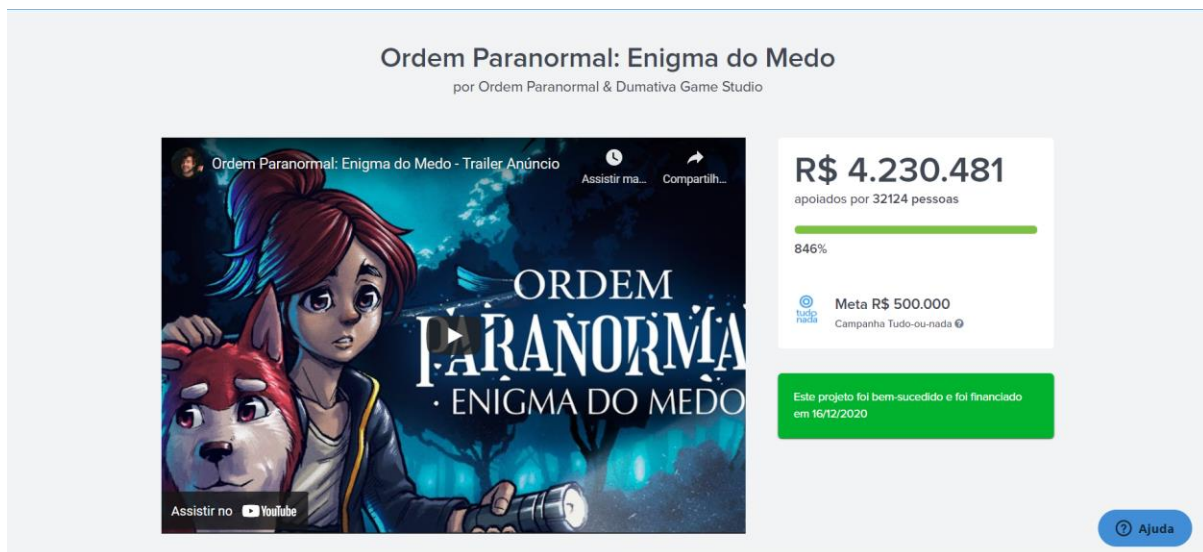 Ordem Paranormal: Enigma do Medo
por Ordem Paranormal & Dumativa Game Studio
Ordem Paranormal: Enigma do Medo - Trailer Anúncio
Assistir ma...
Compartilh...
ORDEM
PARANORMA
· ENIGMA DO MEDO
Assistir no YouTube
R$ 4.230.481
apoiados por 32124 pessoas
846%
tudo
nada
Meta R$ 500.000
Campanha Tudo-ou-nada
Este projeto foi bem-sucedido e foi financiado
em 16/12/2020
Ajuda